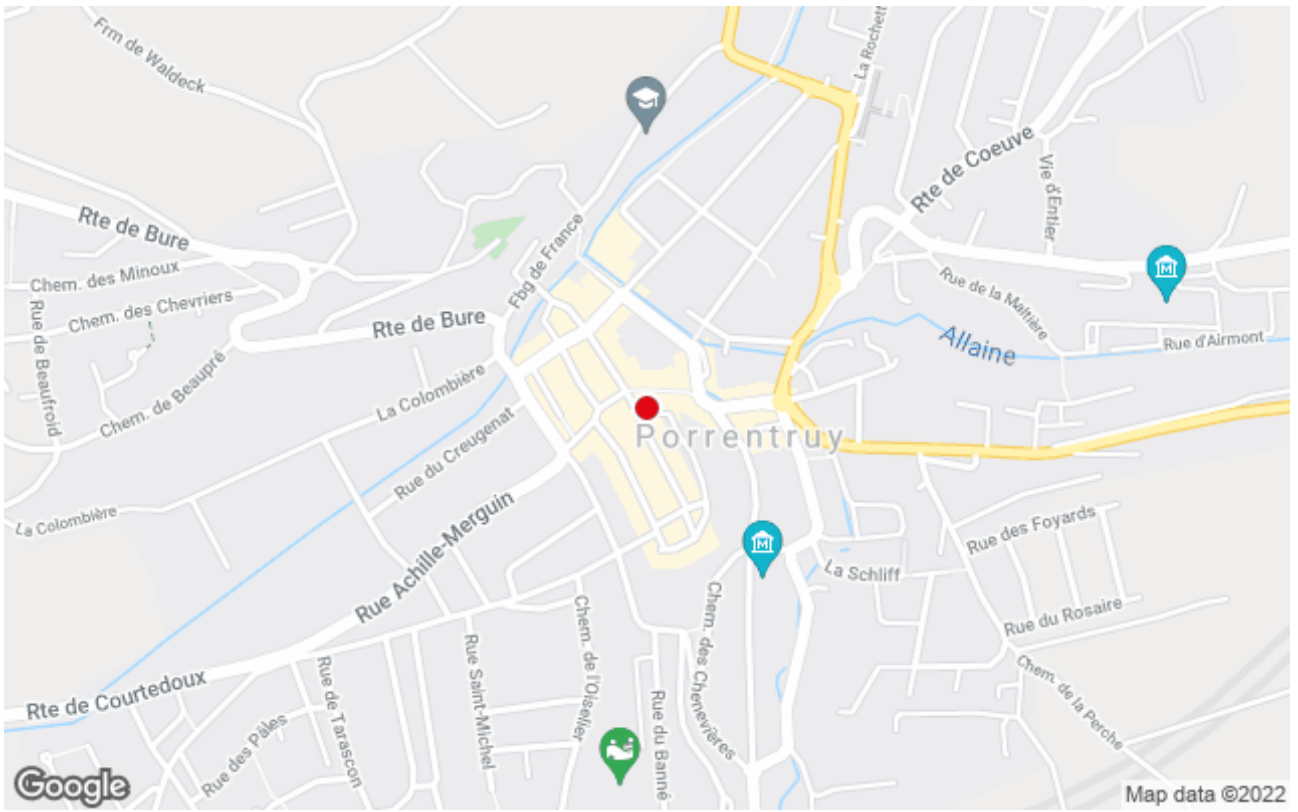 Frm de Waldeck
La Rochett
Rte de Coeuve
Vie d'Entier
Rte de Bure
Chem. des Minoux
Chem. des Chevriers
Rue de Beaufroid
Fbg de France
Rte de Bure
Rue de la Maltière
Allaine
Rue d'Airmont
Chem. de Beaupré
La Colombière
Rue du Creugenat
Porrentruy
La Colombière
Rue Achille-Merguin
Rue des Foyards
La Schliff
Rue du Rosaire
Chem. de l'Oiselier
Chem. des Chenevières
Rue Saint-Michel
Rue de Tarascon
Rue du Banné
Chem. de la Perche
Rte de Courtedoux
Rue des Pâles
M
M
Google
Map data ©2022